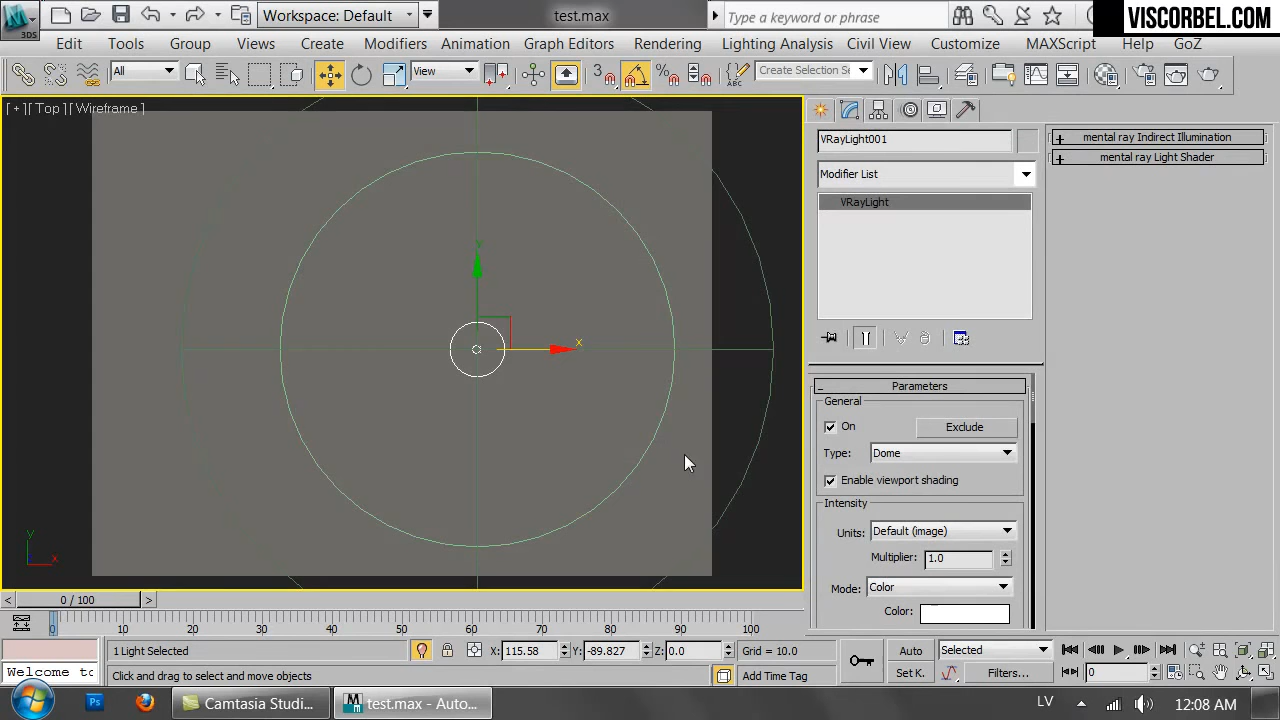 Workspace: Default
test.max
Type a keyword or phrase
VISCORBEL.COM
3DS
Edit
Tools
Group
Views
Create
Modifiers
Animation
Graph Editors
Rendering
Lighting Analysis
Civil View
Customize
MAXScript
Help
GoZ
All
View
3
Create Selection Se
[ + ][ Top ][ Wireframe ]
VRayLight001
mental ray Indirect Illumination
mental ray Light Shader
Modifier List
VRayLight
Y
X
Parameters
General
On
Exclude
Type:
Dome
Enable viewport shading
Intensity
Units:
Default (image)
Multiplier:
1.0
Mode:
Color
Color:
Y
X
0 / 100
0 10 20 30 40 50 60 70 80 90 100
1 Light Selected
X: 115.58
Y: -89.827
Z: 0.0
Grid = 10.0
Auto
Selected
Welcome to
Click and drag to select and move objects
Add Time Tag
Set K.
Filters...
0
Ps
Camtasia Studi...
test.max - Auto...
LV
12:08 AM